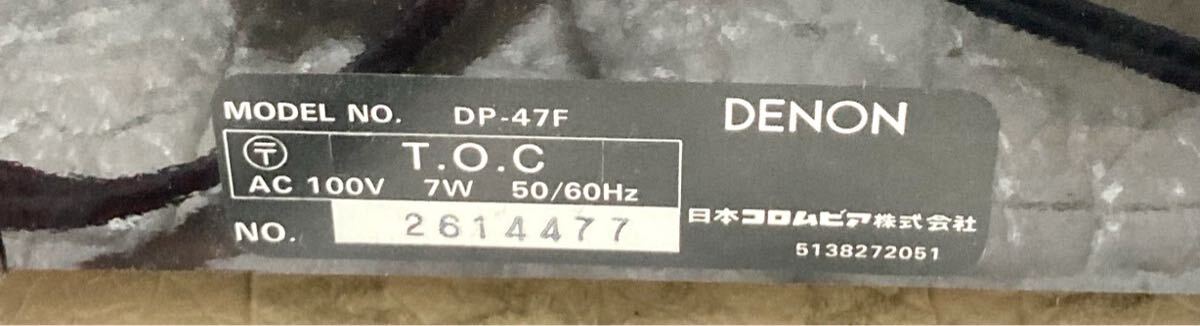 MODEL NO. DP-47F
DENON
〒 T.O.C
AC 100V 7W 50/60Hz
NO. 2614477
日本コロムビア株式会社
5138272051